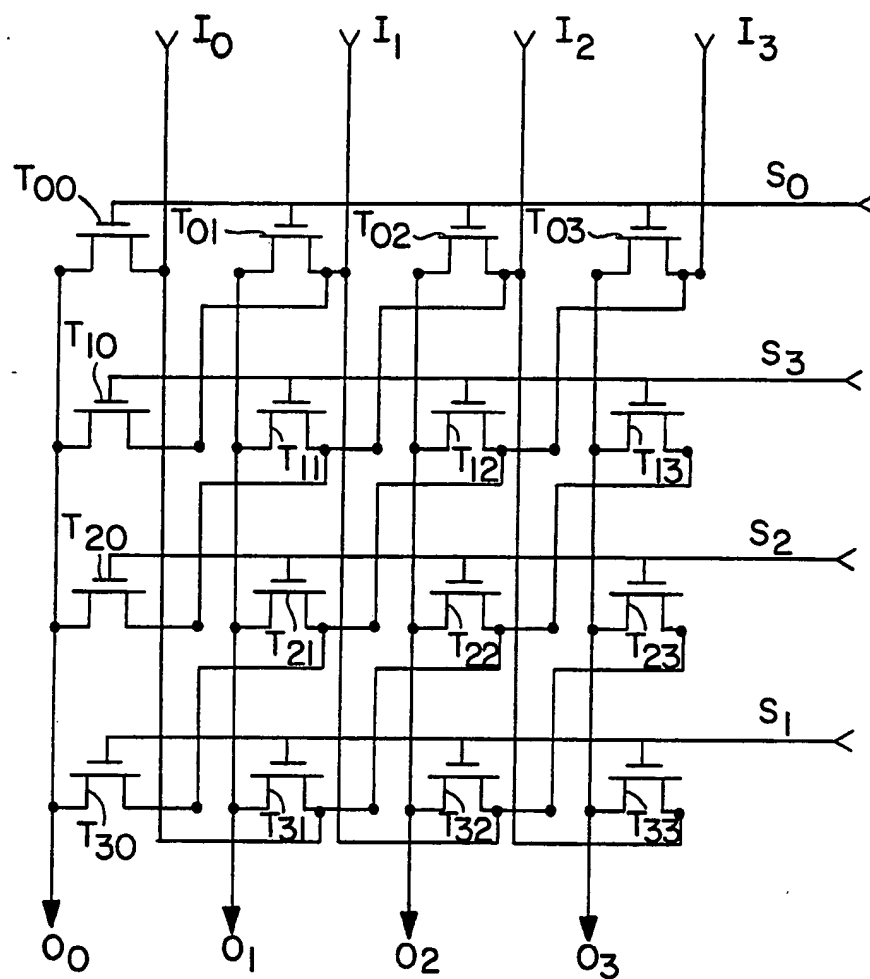 I0 I1 I2 I3
T00 S0
T01 T02 T03
T10 S3
T11 T12 T13
T20 S2
T21 T22 T23
S1
T30 T31 T32 T33
O0 O1 O2 O3